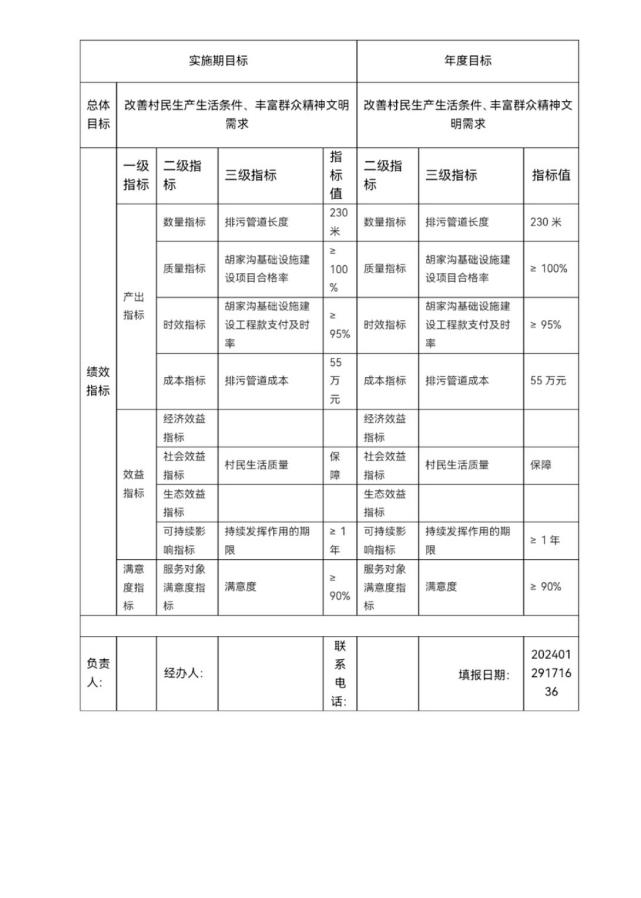 实施期目标 年度目标
总体
目标
改善村民生产生活条件、丰富群众精神文明
需求
改善村民生产生活条件、丰富群众精神文
明需求
绩效
指标
一级
指标
二级指
标
三级指标
指
标
值
二级指
标
三级指标
指标值
产出
指标
数量指标
排污管道长度
230
米
数量指标
排污管道长度
230 米
质量指标
胡家沟基础设施建
设项目合格率
≥
100
%
质量指标
胡家沟基础设施建
设项目合格率
≥ 100%
时效指标
胡家沟基础设施建
设工程款支付及时
率
≥
95%
时效指标
胡家沟基础设施建
设工程款支付及时
率
≥ 95%
成本指标
排污管道成本
55
万
元
成本指标
排污管道成本
55 万元
效益
指标
经济效益
指标
经济效益
指标
社会效益
指标
村民生活质量
保
障
社会效益
指标
村民生活质量
保障
生态效益
指标
生态效益
指标
可持续影
响指标
持续发挥作用的期
限
≥ 1
年
可持续影
响指标
持续发挥作用的期
限
≥ 1 年
满意
度指
标
服务对象
满意度指
标
满意度
≥
90%
服务对象
满意度指
标
满意度
≥ 90%
负责
人：
经办人：
联
系
电
话：
填报日期：
202401
291716
36